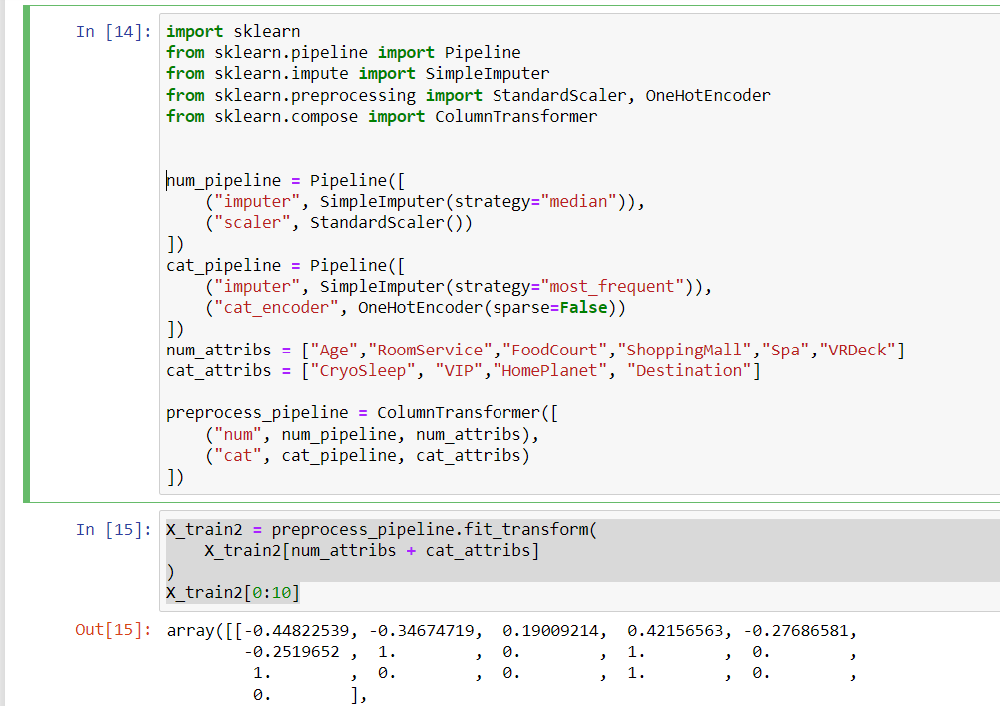 In [14]: import sklearn
from sklearn.pipeline import Pipeline
from sklearn.impute import SimpleImputer
from sklearn.preprocessing import StandardScaler, OneHotEncoder
from sklearn.compose import ColumnTransformer
num_pipeline = Pipeline([
    ("imputer", SimpleImputer(strategy="median")),
    ("scaler", StandardScaler())
])
cat_pipeline = Pipeline([
    ("imputer", SimpleImputer(strategy="most_frequent")),
    ("cat_encoder", OneHotEncoder(sparse=False))
])
num_attribs = ["Age","RoomService","FoodCourt","ShoppingMall","Spa","VRDeck"]
cat_attribs = ["CryoSleep", "VIP","HomePlanet", "Destination"]
preprocess_pipeline = ColumnTransformer([
    ("num", num_pipeline, num_attribs),
    ("cat", cat_pipeline, cat_attribs)
])
In [15]: X_train2 = preprocess_pipeline.fit_transform(
    X_train2[num_attribs + cat_attribs]
)
X_train2[0:10]
Out[15]: array([[-0.44822539, -0.34674719,  0.19009214,  0.42156563, -0.27686581,
        -0.2519652 ,  1.        ,  0.        ,  1.        ,  0.        ,
         1.        ,  0.        ,  0.        ,  1.        ,  0.        ,
         0.        ],